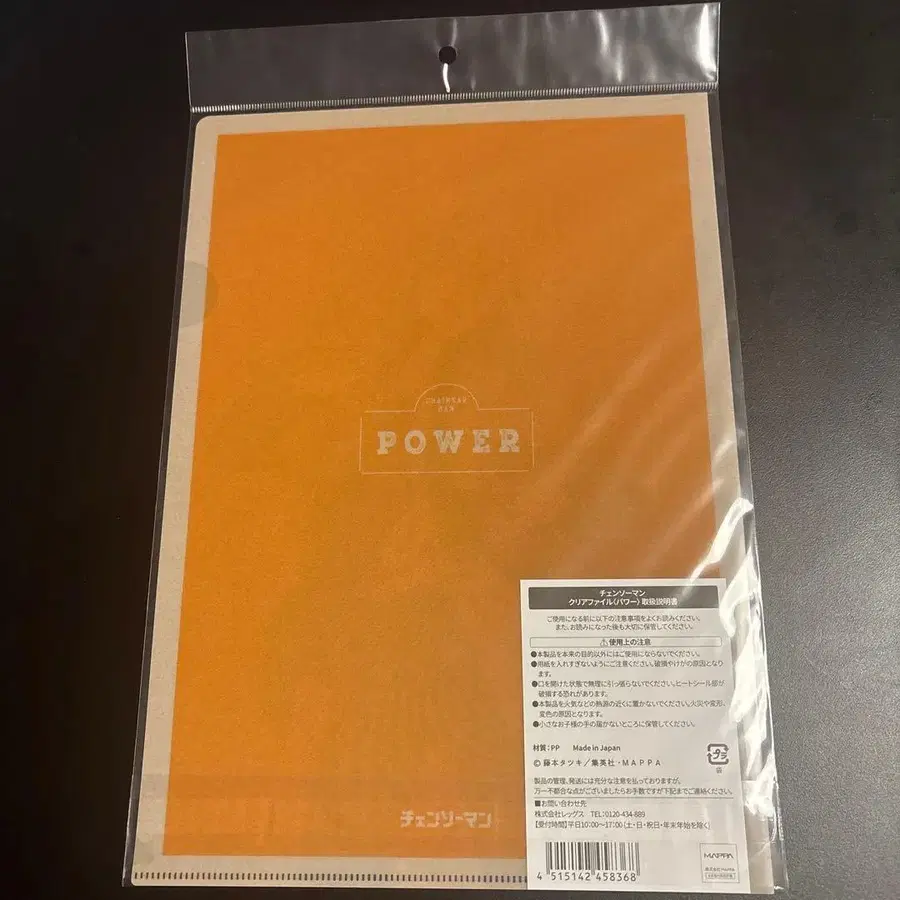 CHAINSAW
MAN
POWER
チェンソーマン
チェンソーマン
クリアファイル(パワー) 取扱説明書
ご使用になる前に以下の注意事項をよくお読みください。
また、お読みになった後も大切に保管してください。
⚠使用上の注意
●本製品を本来の目的以外にはご使用にならないでください。
●用紙を入れすぎないようにご注意ください。破損やけがの原因となり
ます。
●口を開けた状態で無理に引っ張らないでください。ヒートシール部が
破損する恐れがあります。
●本製品を火気などの熱源の近くに置かないでください。火災や変形、
変色の原因となります。
●小さなお子様の手の届かないところに保管してください。
材質:PP Made in Japan
©藤本タツキ/集英社・MAPPA
プラ
袋
製品の管理、発送には充分な注意を払っておりますが、
万一不都合な点がございましたらお手数ですが下記までご連絡ください。
■お問い合わせ先
株式会社レッグス TEL:0120-434-889
【受付時間】平日10:00~17:00(土・日・祝日・年末年始を除く)
4 515142 458368
MAPPA
株式会社MAPPA